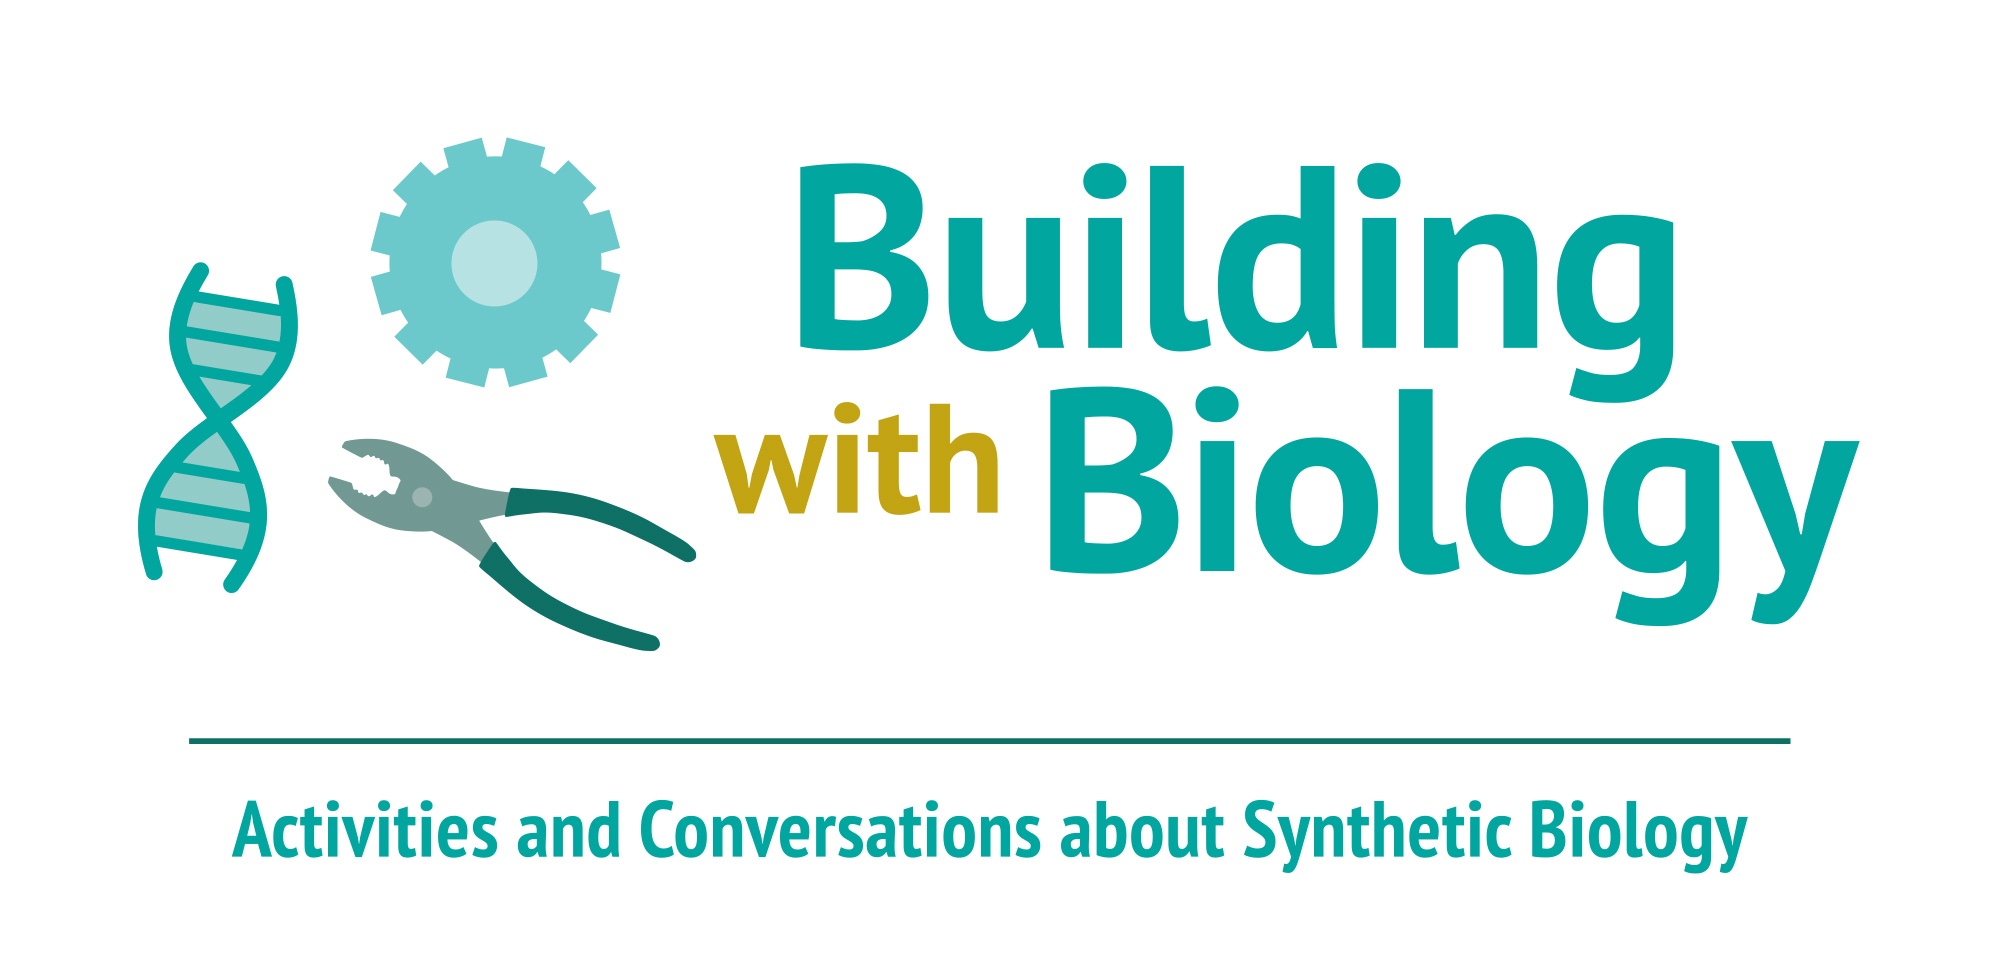 Building
with Biology
Activities and Conversations about Synthetic Biology